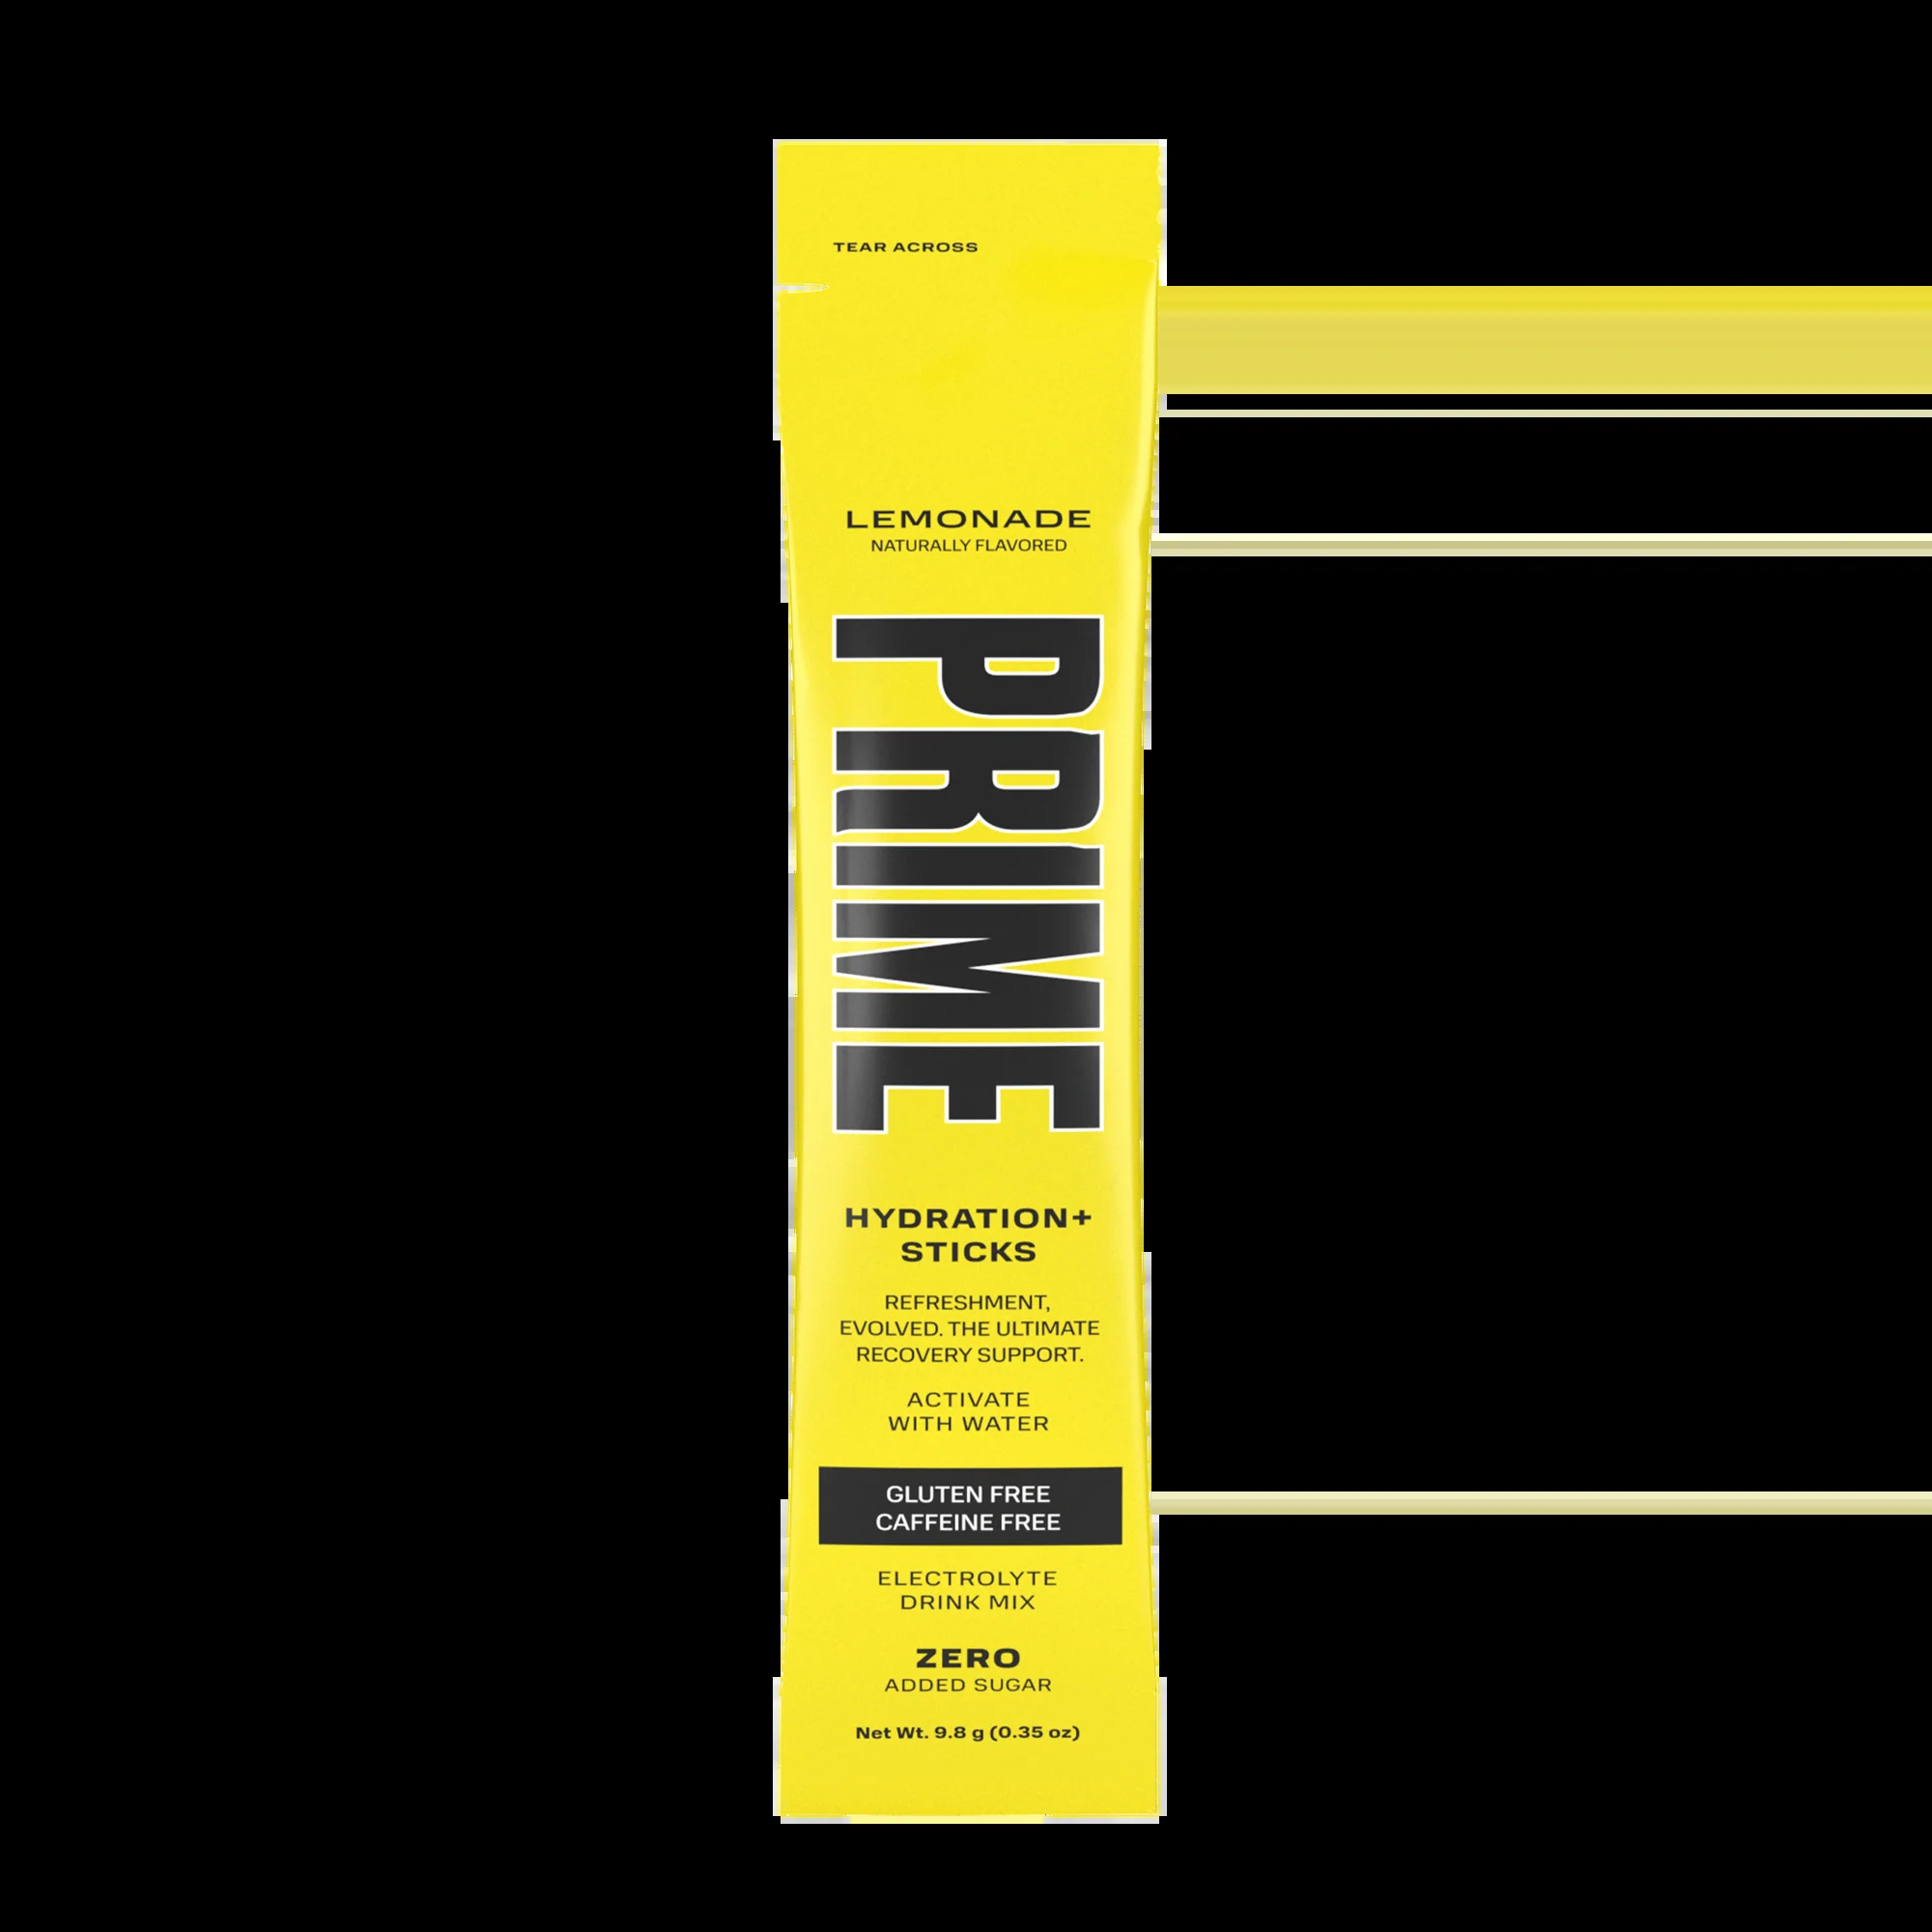 TEAR ACROSS
LEMONADE
NATURALLY FLAVORED
PRIME
HYDRATION+
STICKS
REFRESHMENT,
EVOLVED. THE ULTIMATE
RECOVERY SUPPORT.
ACTIVATE
WITH WATER
GLUTEN FREE
CAFFEINE FREE
ELECTROLYTE
DRINK MIX
ZERO
ADDED SUGAR
Net Wt. 9.8 g (0.35 oz)